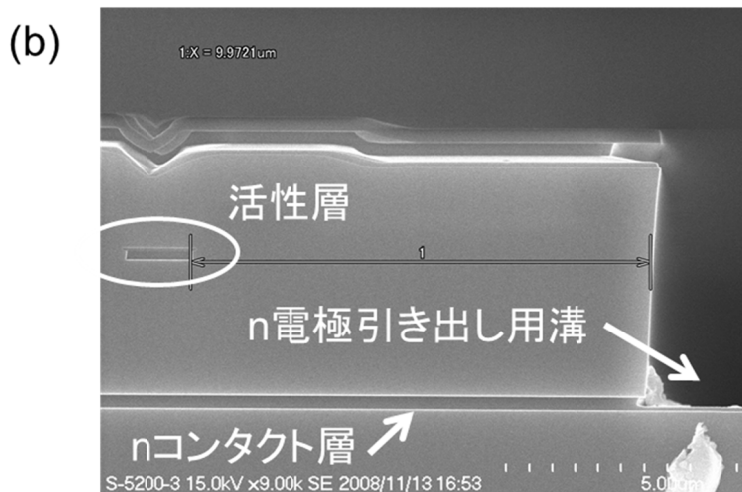 (b)
1:X = 9.9721um
活性層
1
n電極引き出し用溝
nコンタクト層
S-5200-3 15.0kV x9.00k SE 2008/11/13 16:53
5.00um